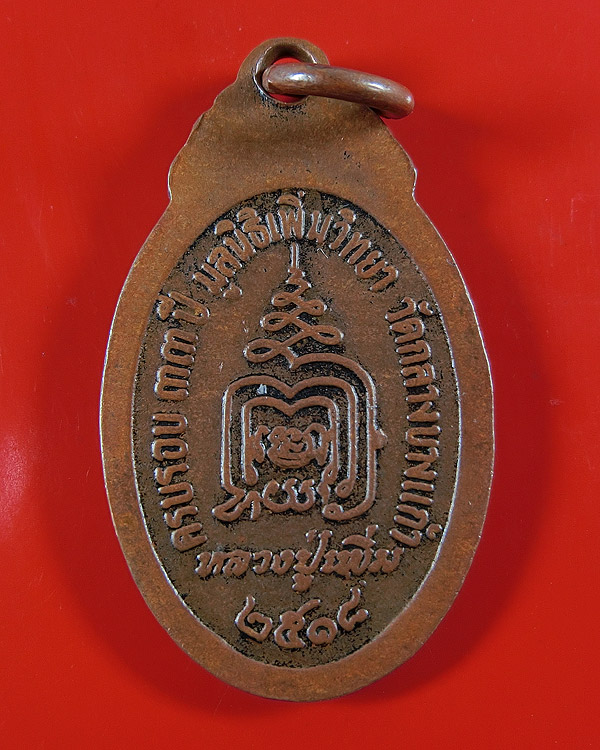 ครบรอบ ๓๓ ปี มูลนิธิเพิ่มวิทยา วัดกลางบางแก้ว
หลวงปู่เพิ่ม
๒๕๑๘